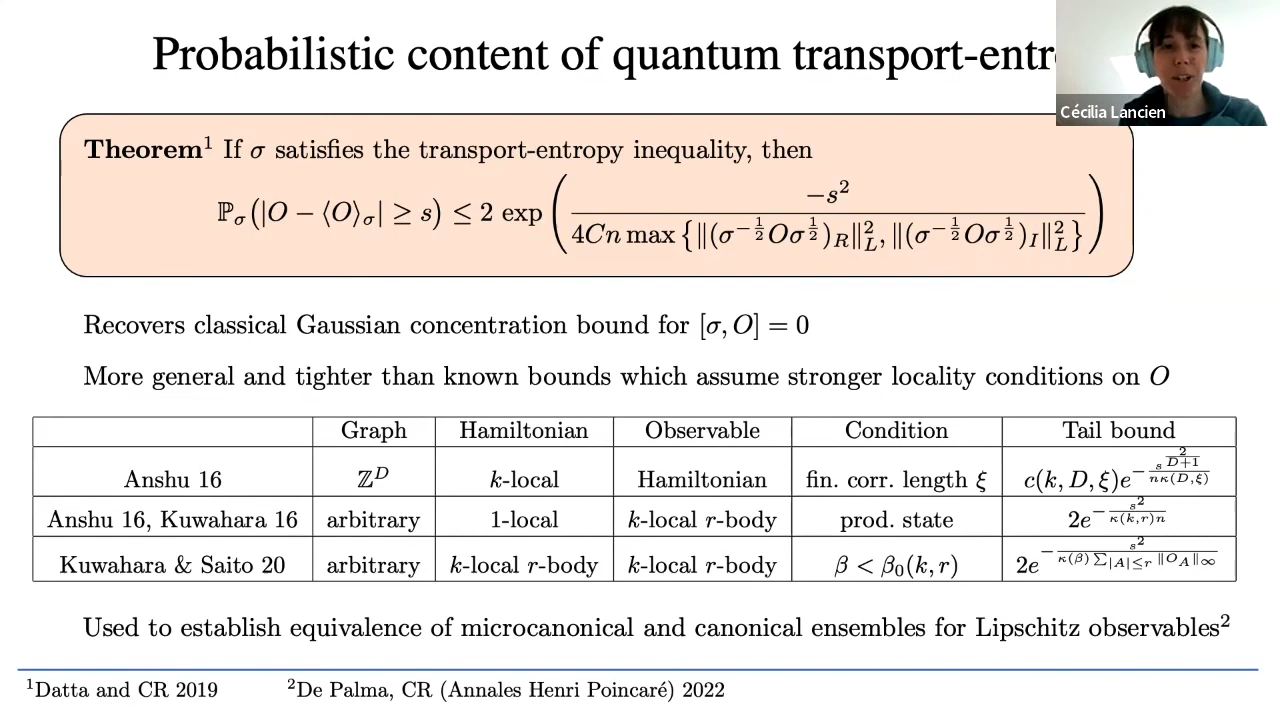 Probabilistic content of quantum transport-entro
Cécilia Lancien
Theorem¹ If σ satisfies the transport-entropy inequality, then
ℙ_σ(|O − ⟨O⟩_σ| ≥ s) ≤ 2 exp( −s² / (4Cn max{‖(σ^{−1/2}Oσ^{1/2})_R‖²_L, ‖(σ^{−1/2}Oσ^{1/2})_I‖²_L}) )
Recovers classical Gaussian concentration bound for [σ, O] = 0
More general and tighter than known bounds which assume stronger locality conditions on O
Graph Hamiltonian Observable Condition Tail bound
Anshu 16 ℤ^D k-local Hamiltonian fin. corr. length ξ c(k, D, ξ)e^{−s^{2/(D+1)}/(nκ(D,ξ))}
Anshu 16, Kuwahara 16 arbitrary 1-local k-local r-body prod. state 2e^{−s²/(κ(k,r)n)}
Kuwahara & Saito 20 arbitrary k-local r-body k-local r-body β < β₀(k, r) 2e^{−s²/(κ(β) ∑_{|A|≤r} ‖O_A‖_∞)}
Used to establish equivalence of microcanonical and canonical ensembles for Lipschitz observables²
¹Datta and CR 2019 ²De Palma, CR (Annales Henri Poincaré) 2022